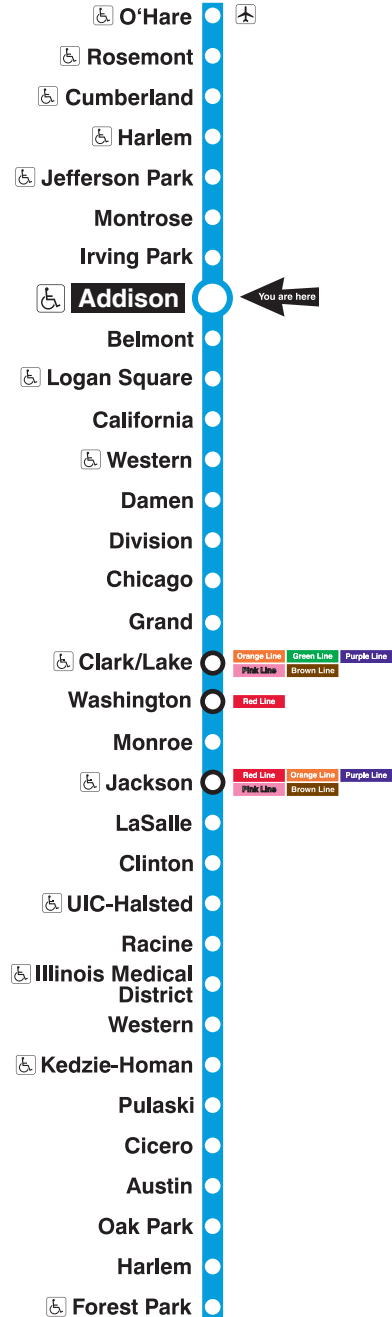 O'Hare
Rosemont
Cumberland
Harlem
Jefferson Park
Montrose
Irving Park
Addison
You are here
Belmont
Logan Square
California
Western
Damen
Division
Chicago
Grand
Clark/Lake
Orange Line Green Line Purple Line
Pink Line Brown Line
Washington
Red Line
Monroe
Jackson
Red Line Orange Line Purple Line
Pink Line Brown Line
LaSalle
Clinton
UIC-Halsted
Racine
Illinois Medical
District
Western
Kedzie-Homan
Pulaski
Cicero
Austin
Oak Park
Harlem
Forest Park